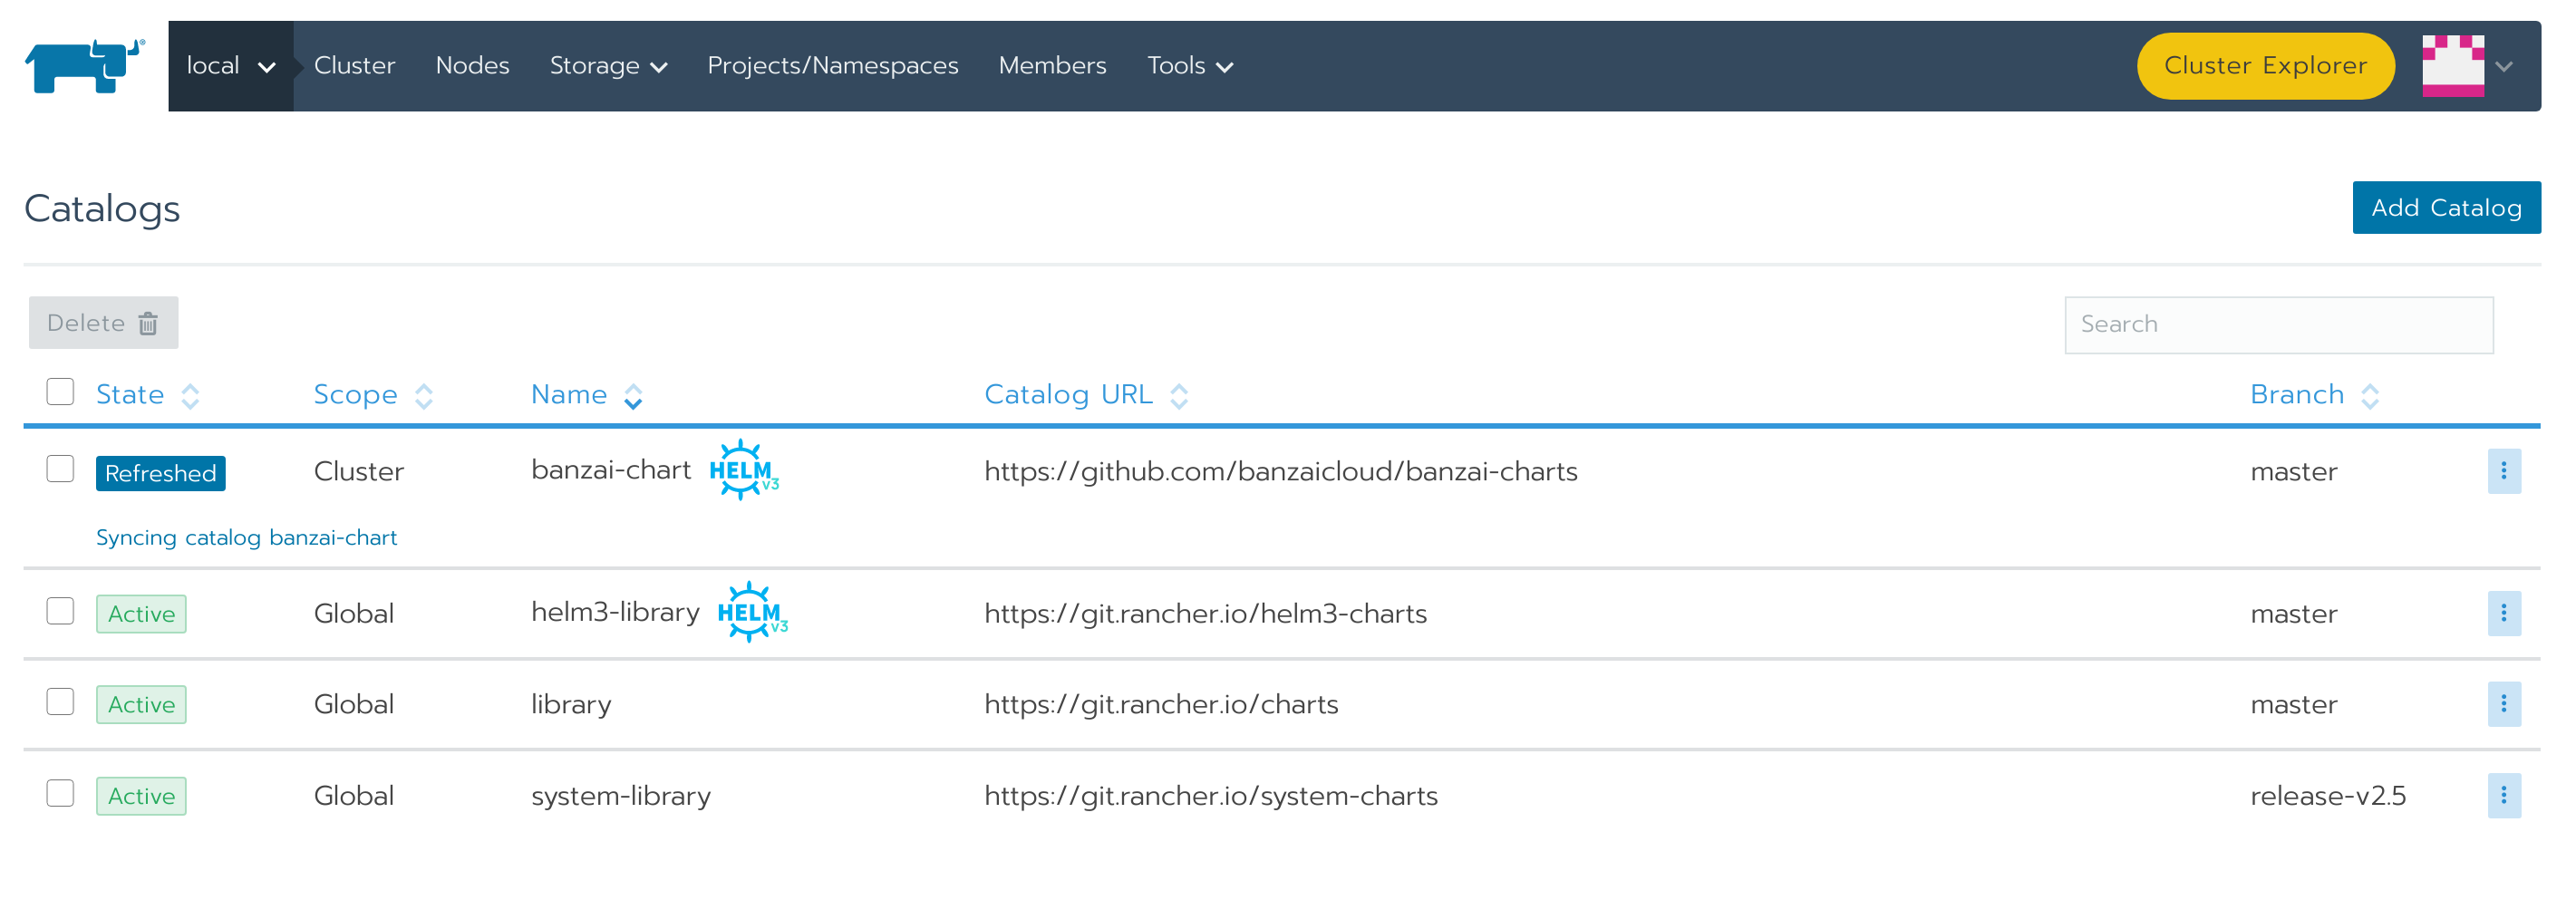 local Cluster Nodes Storage Projects/Namespaces Members Tools Cluster Explorer
Catalogs Add Catalog
Delete Search
State Scope Name Catalog URL Branch
Refreshed Cluster banzai-chart HELM v3 https://github.com/banzaicloud/banzai-charts master
Syncing catalog banzai-chart
Active Global helm3-library HELM v3 https://git.rancher.io/helm3-charts master
Active Global library https://git.rancher.io/charts master
Active Global system-library https://git.rancher.io/system-charts release-v2.5